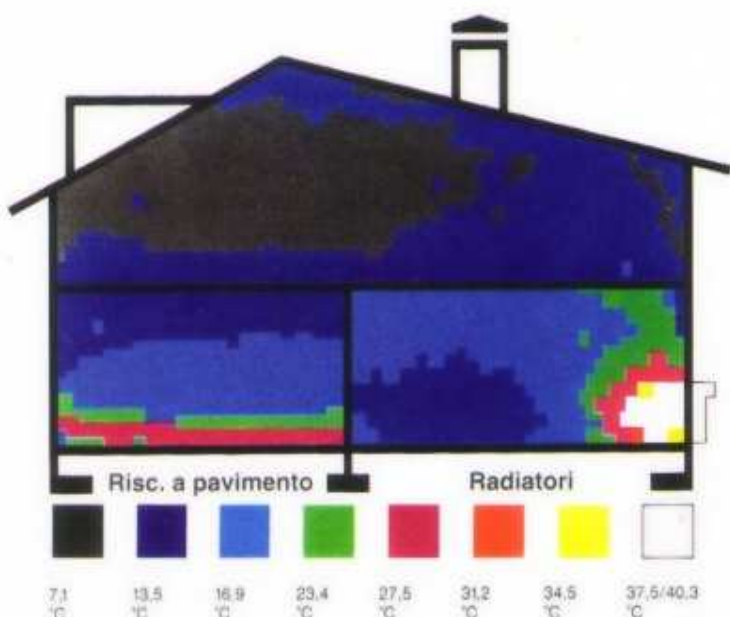 Risc. a pavimento Radiatori
7,1 °C 13,5 °C 16,9 °C 23,4 °C 27,5 °C 31,2 °C 34,5 °C 37,5/40,3 °C